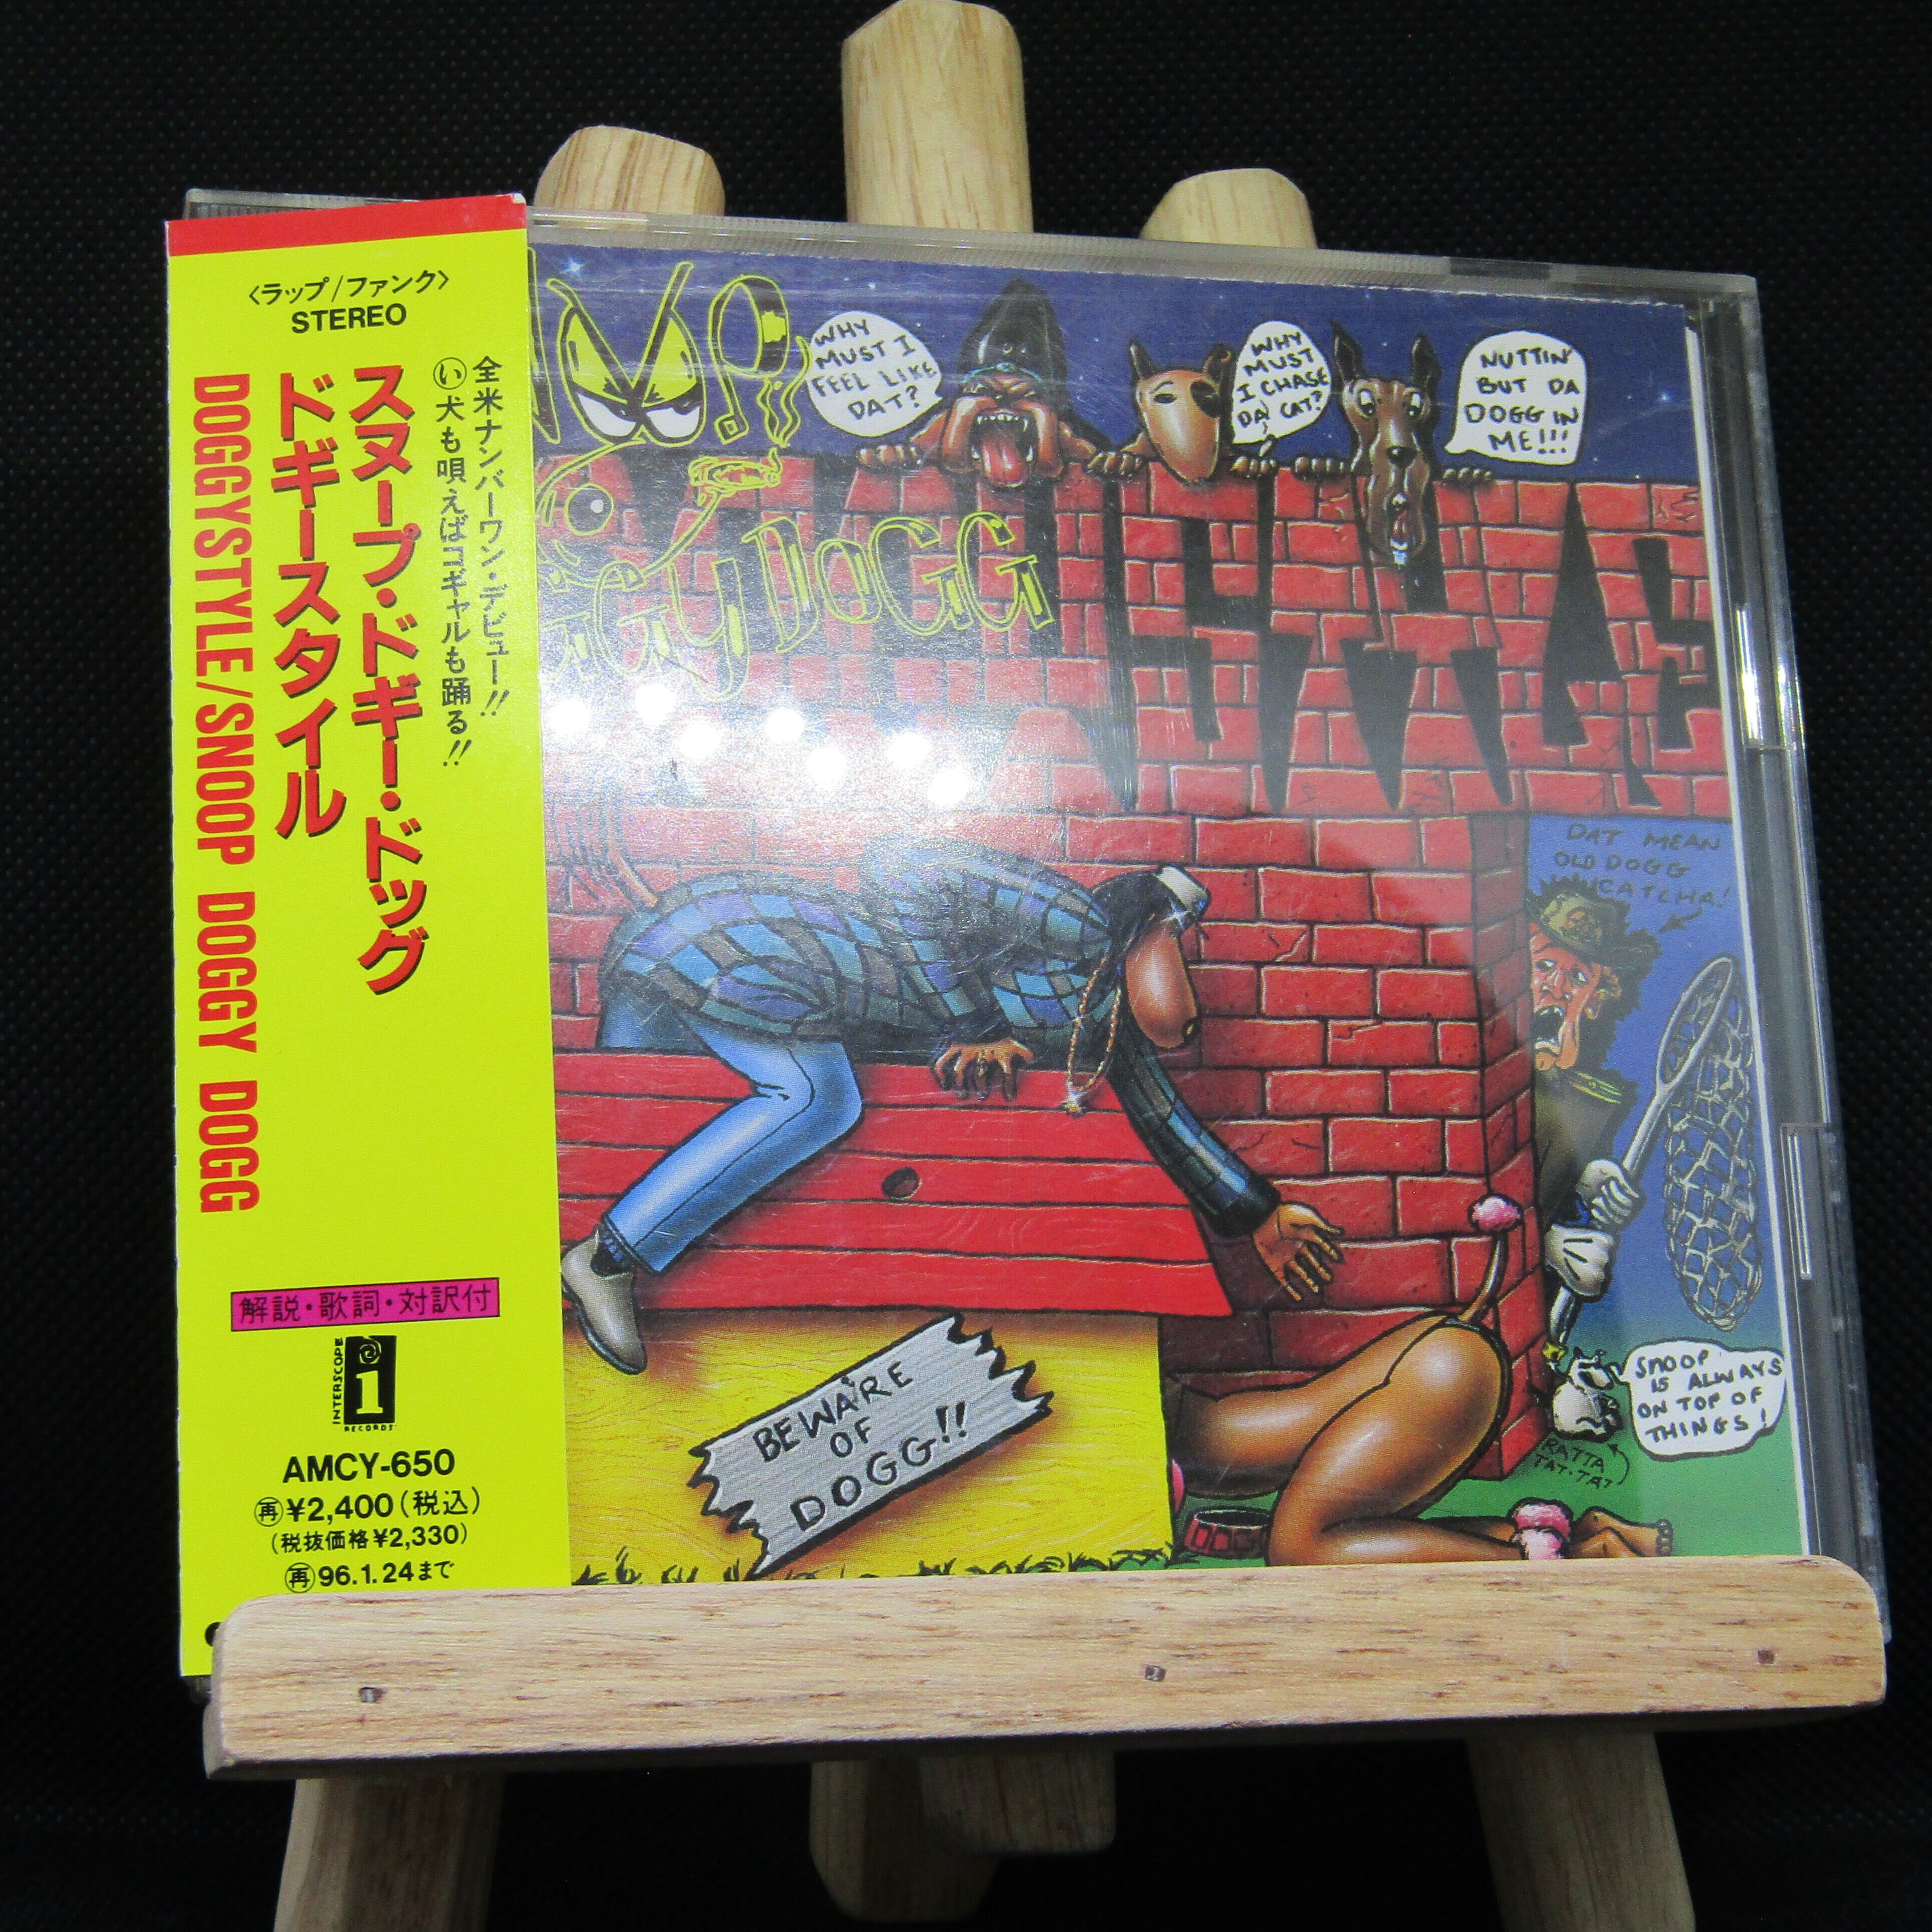 〈ラップ/ファンク〉
STEREO
全米ナンバーワン・デビュー!!
い犬も唄えばコギャルも踊る!!
スヌープ・ドギー・ドッグ
ドギースタイル
DOGGYSTYLE/SNOOP DOGGY DOGG
解説・歌詞・対訳付
INTERSCOPE
RECORDS
AMCY-650
再¥2,400(税込)
(税抜価格¥2,330)
再96.1.24まで
WHY
MUST I
FEEL LIKE
DAT?
WHY
MUST
I CHASE
DA CAT?
NUTTIN'
BUT DA
DOGG IN
ME!!!
DOGG
DAT MEAN
OLD DOGG
CATCHA!
BEWARE
OF
DOGG!!
SNOOP
IS ALWAYS
ON TOP OF
THINGS!
RATTA
TAT-TAT